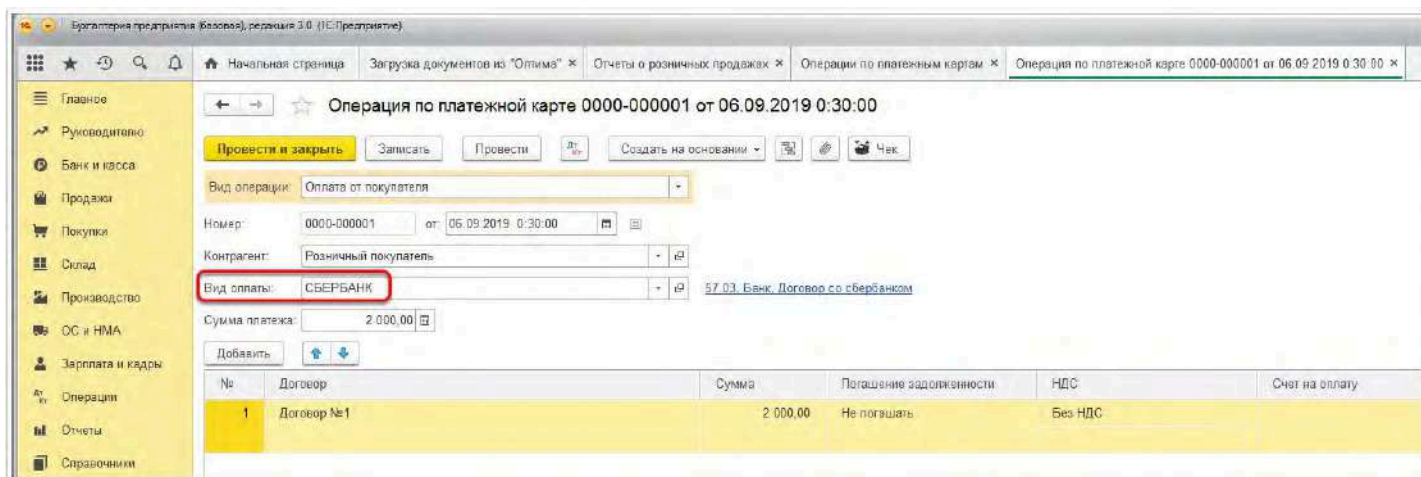 Бухгалтерия предприятия (базовая), редакция 3.0 (1С:Предприятие)
Начальная страница Загрузка документов из "Оптима" × Отчеты о розничных продажах × Операции по платежным картам × Операция по платежной карте 0000-000001 от 06.09.2019 0:30:00 ×
Главное
Операция по платежной карте 0000-000001 от 06.09.2019 0:30:00
Руководителю
Провести и закрыть Записать Провести Дт Кт Создать на основании Чек
Банк и касса
Вид операции: Оплата от покупателя
Продажи
Номер: 0000-000001 от: 06.09.2019 0:30:00
Покупки
Контрагент: Розничный покупатель
Склад
Вид оплаты: СБЕРБАНК 57.03, Банк, Договор со сбербанком
Производство
Сумма платежа: 2 000,00
ОС и НМА
Добавить
Зарплата и кадры
№ Договор Сумма Погашение задолженности НДС Счет на оплату
Дт Кт Операции
1 Договор №1 2 000,00 Не погашать Без НДС
Отчеты
Справочники